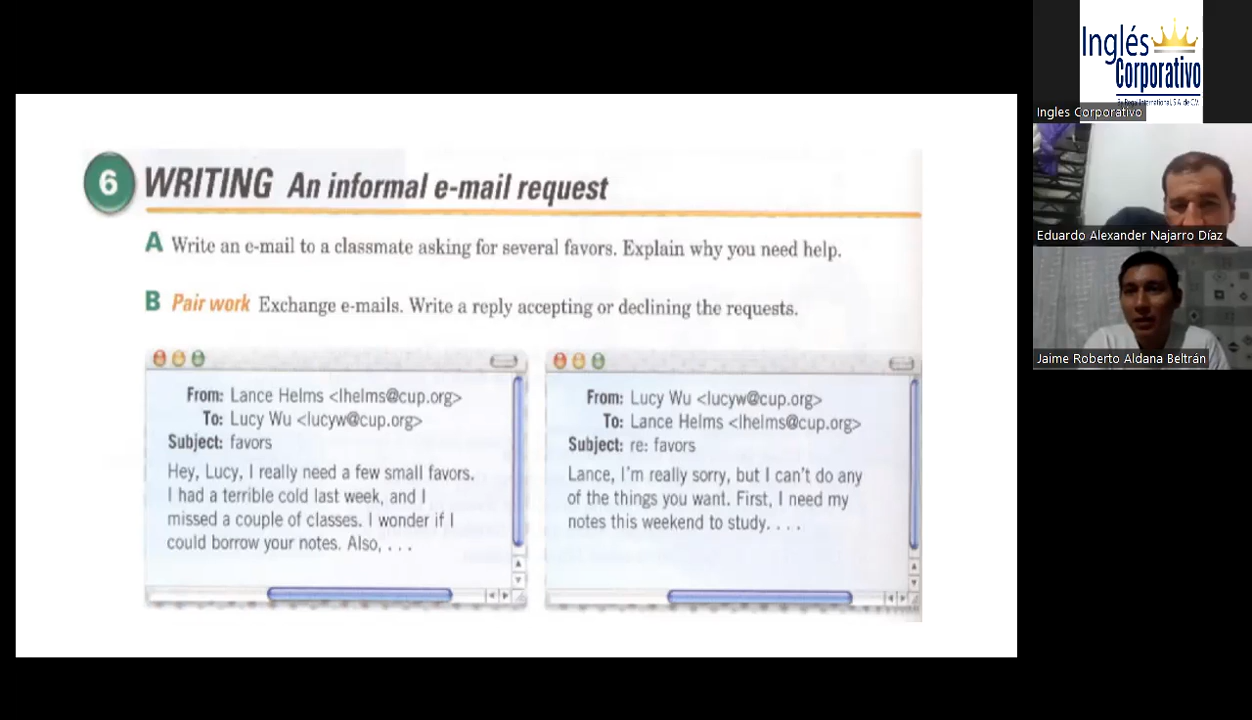 6 WRITING An informal e-mail request
A Write an e-mail to a classmate asking for several favors. Explain why you need help.
B Pair work Exchange e-mails. Write a reply accepting or declining the requests.
From: Lance Helms <lhelms@cup.org>
To: Lucy Wu <lucyw@cup.org>
Subject: favors
Hey, Lucy, I really need a few small favors.
I had a terrible cold last week, and I
missed a couple of classes. I wonder if I
could borrow your notes. Also, . . .
From: Lucy Wu <lucyw@cup.org>
To: Lance Helms <lhelms@cup.org>
Subject: re: favors
Lance, I'm really sorry, but I can't do any
of the things you want. First, I need my
notes this weekend to study. . . .
Inglés
Corporativo
International, S.A. de C.V.
Ingles Corporativo
Eduardo Alexander Najarro Díaz
Jaime Roberto Aldana Beltrán